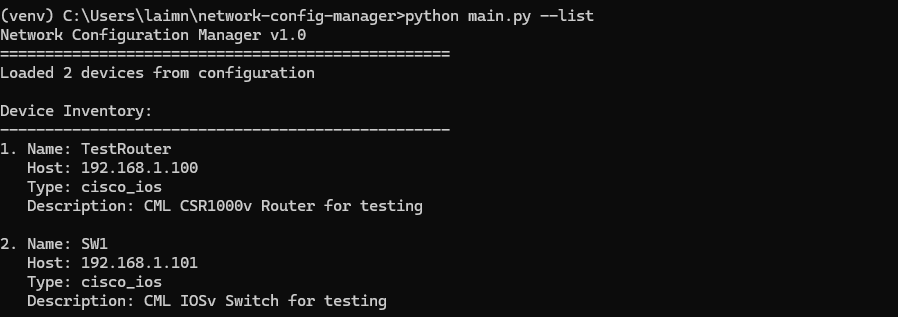 (venv) C:\Users\laimn\network-config-manager>python main.py --list
Network Configuration Manager v1.0
==================================================
Loaded 2 devices from configuration
Device Inventory:
--------------------------------------------------
1. Name: TestRouter
Host: 192.168.1.100
Type: cisco_ios
Description: CML CSR1000v Router for testing
2. Name: SW1
Host: 192.168.1.101
Type: cisco_ios
Description: CML IOSv Switch for testing